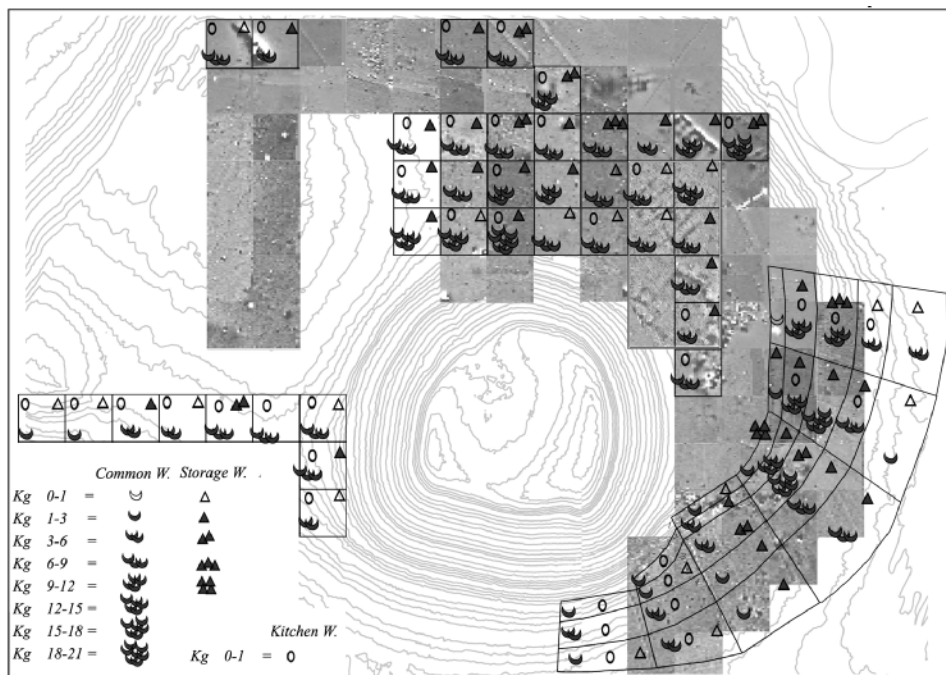 Common W. Storage W. .
Kg 0-1 =
Kg 1-3 =
Kg 3-6 =
Kg 6-9 =
Kg 9-12 =
Kg 12-15=
Kg 15-18=
Kg 18-21 =
Kitchen W.
Kg 0-1 =